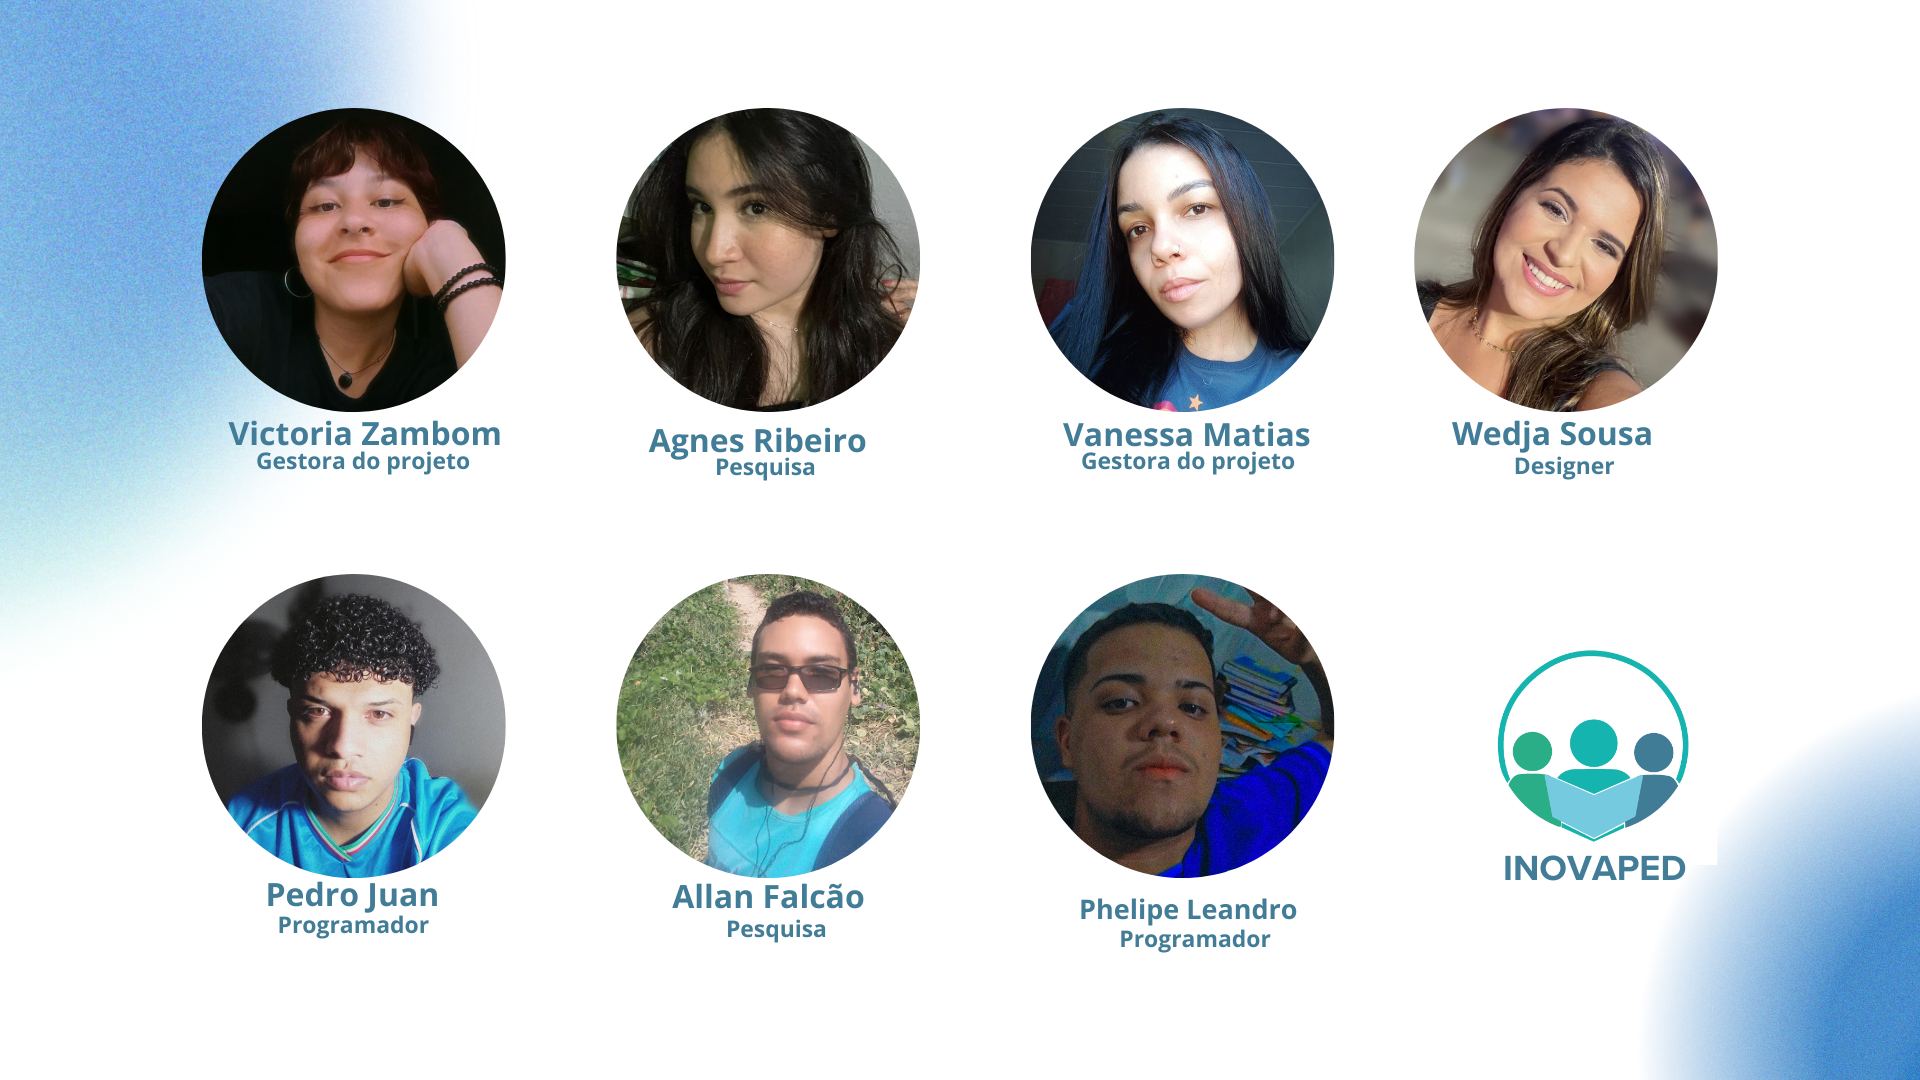 Victoria Zambom
Gestora do projeto
Agnes Ribeiro
Pesquisa
Vanessa Matias
Gestora do projeto
Wedja Sousa
Designer
Pedro Juan
Programador
Allan Falcão
Pesquisa
Phelipe Leandro
Programador
INOVAPED